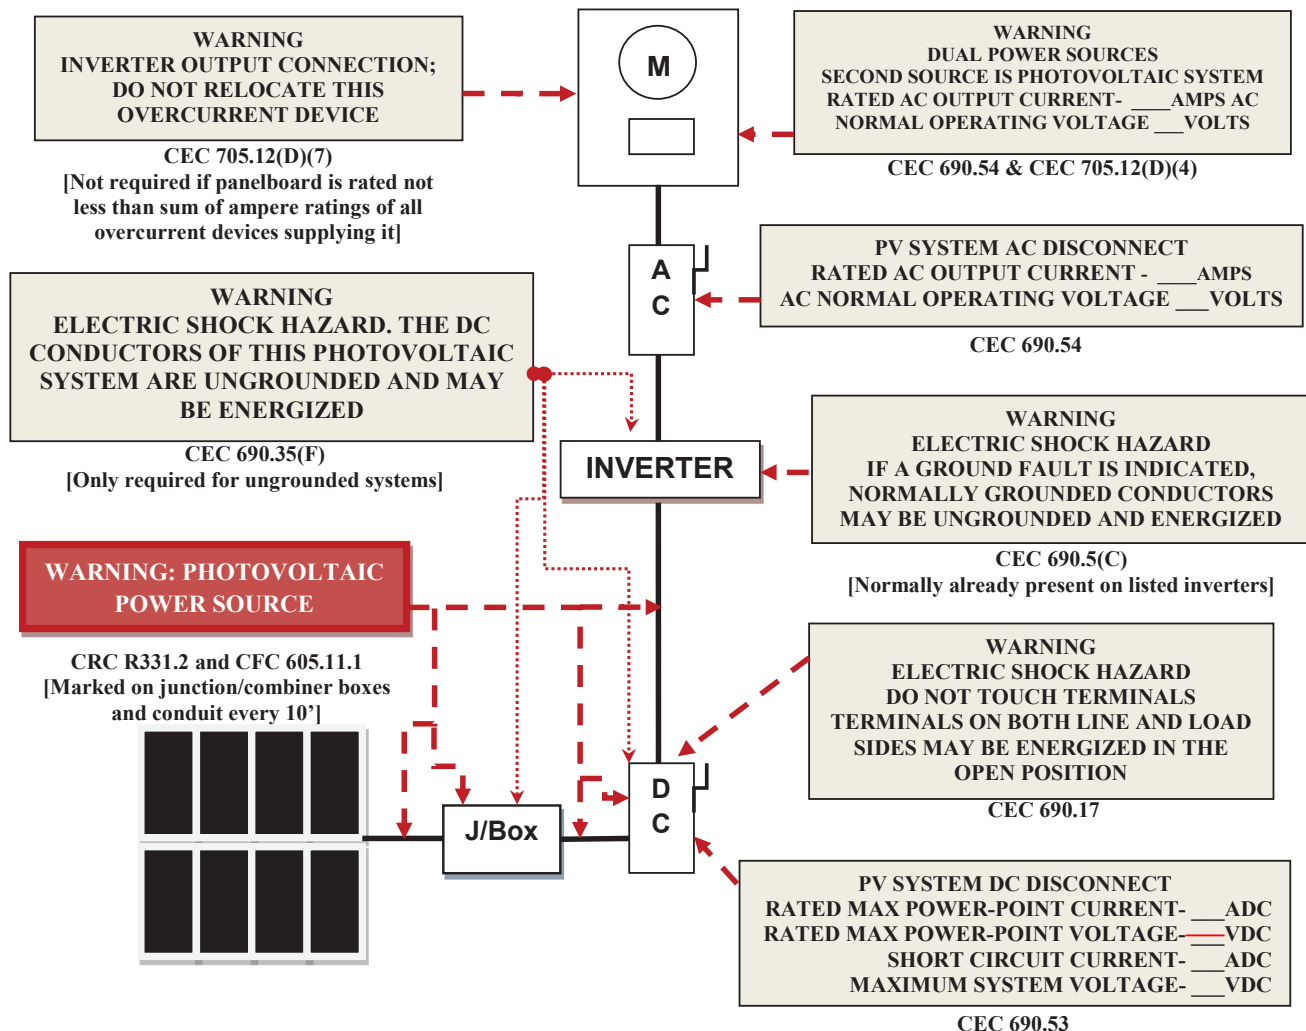 WARNING
INVERTER OUTPUT CONNECTION;
DO NOT RELOCATE THIS
OVERCURRENT DEVICE
CEC 705.12(D)(7)
[Not required if panelboard is rated not
less than sum of ampere ratings of all
overcurrent devices supplying it]
M
WARNING
DUAL POWER SOURCES
SECOND SOURCE IS PHOTOVOLTAIC SYSTEM
RATED AC OUTPUT CURRENT- ____AMPS AC
NORMAL OPERATING VOLTAGE ___VOLTS
CEC 690.54 & CEC 705.12(D)(4)
A
C
PV SYSTEM AC DISCONNECT
RATED AC OUTPUT CURRENT - ____AMPS
AC NORMAL OPERATING VOLTAGE ___VOLTS
CEC 690.54
WARNING
ELECTRIC SHOCK HAZARD. THE DC
CONDUCTORS OF THIS PHOTOVOLTAIC
SYSTEM ARE UNGROUNDED AND MAY
BE ENERGIZED
CEC 690.35(F)
[Only required for ungrounded systems]
INVERTER
WARNING
ELECTRIC SHOCK HAZARD
IF A GROUND FAULT IS INDICATED,
NORMALLY GROUNDED CONDUCTORS
MAY BE UNGROUNDED AND ENERGIZED
CEC 690.5(C)
[Normally already present on listed inverters]
WARNING: PHOTOVOLTAIC
POWER SOURCE
CRC R331.2 and CFC 605.11.1
[Marked on junction/combiner boxes
and conduit every 10’]
WARNING
ELECTRIC SHOCK HAZARD
DO NOT TOUCH TERMINALS
TERMINALS ON BOTH LINE AND LOAD
SIDES MAY BE ENERGIZED IN THE
OPEN POSITION
CEC 690.17
J/Box
D
C
PV SYSTEM DC DISCONNECT
RATED MAX POWER-POINT CURRENT- ___ADC
RATED MAX POWER-POINT VOLTAGE-___VDC
SHORT CIRCUIT CURRENT- ___ADC
MAXIMUM SYSTEM VOLTAGE- ___VDC
CEC 690.53